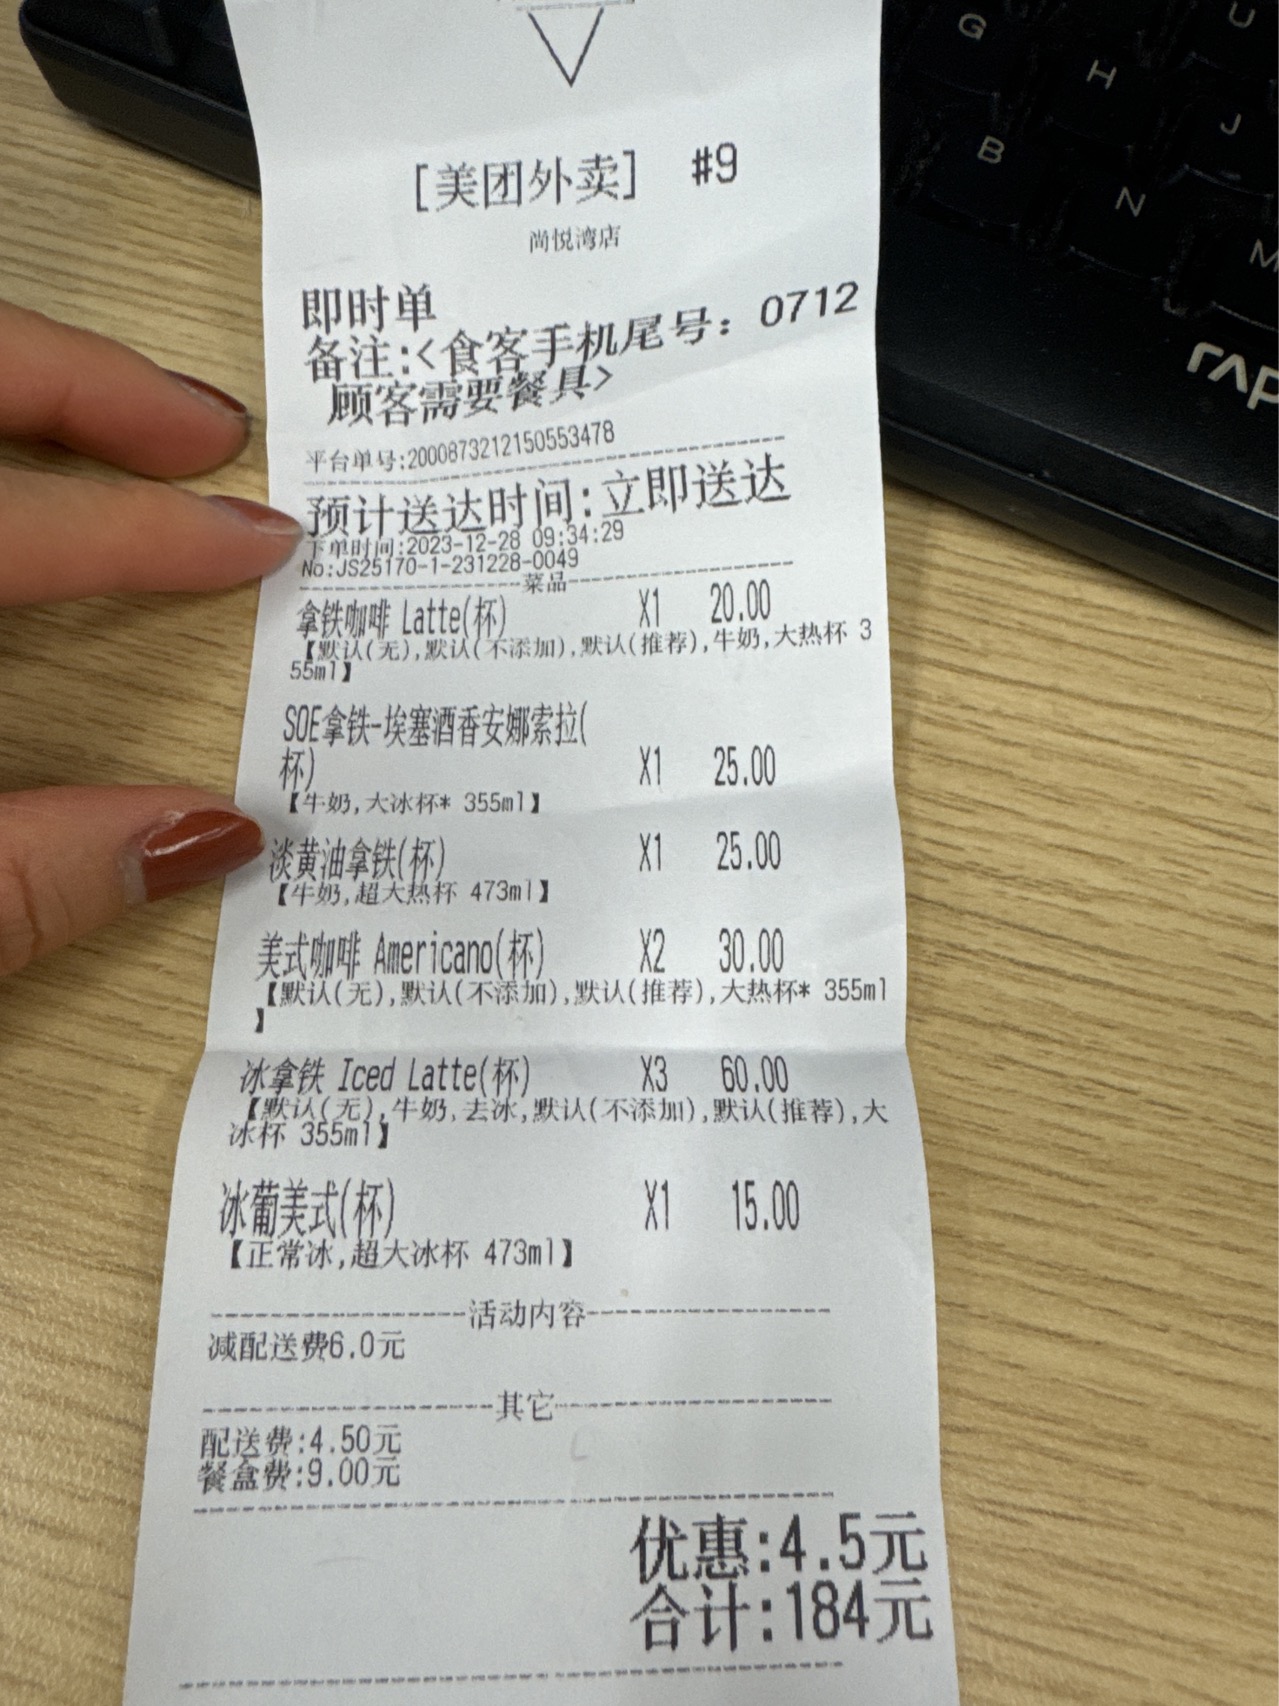 [美团外卖] #9
尚悦湾店
即时单
备注:<食客手机尾号: 0712
顾客需要餐具>
平台单号:2000873212150553478
预计送达时间:立即送达
下单时间:2023-12-28 09:34:29
No:JS25170-1-231228-0049
菜品
拿铁咖啡 Latte(杯) X1 20.00
【默认(无),默认(不添加),默认(推荐),牛奶,大热杯 3
55ml】
SOE拿铁-埃塞酒香安娜索拉(
杯) X1 25.00
【牛奶,大冰杯* 355ml】
淡黄油拿铁(杯) X1 25.00
【牛奶,超大热杯 473ml】
美式咖啡 Americano(杯) X2 30.00
【默认(无),默认(不添加),默认(推荐),大热杯* 355ml
】
冰拿铁 Iced Latte(杯) X3 60.00
【默认(无),牛奶,去冰,默认(不添加),默认(推荐),大
冰杯 355ml】
冰葡美式(杯) X1 15.00
【正常冰,超大冰杯 473ml】
活动内容
减配送费6.0元
其它
配送费:4.50元
餐盒费:9.00元
优惠:4.5元
合计:184元
U
G
H
J
B
N
M
rap